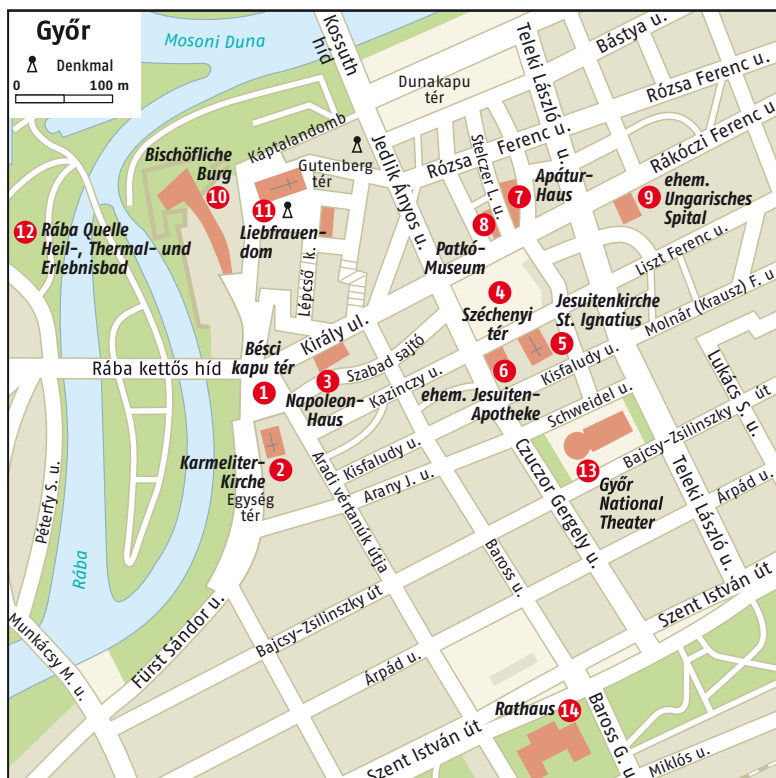 Győr
Denkmal
0 100 m
Mosoni Duna
Kossuth
híd
Teleki László u.
Bástya u.
Dunakapu
tér
Rózsa Ferenc u.
Rózsa Ferenc u.
Rákóczi Ferenc u.
Káptalandomb
Gutenberg
tér
Jedlik Ányos u.
Stelczer L. u.
Bischöfliche
Burg
10
11
Liebfrauen-
dom
7
Apátur-
Haus
8
Patkó-
Museum
9
ehem.
Ungarisches
Spital
12
Rába Quelle
Heil-, Thermal- und
Erlebnisbad
Lépcső k.
Liszt Ferenc u.
4
Széchenyi
tér
Jesuitenkirche
St. Ignatius
5
Molnár (Krausz) F. u.
Király ul.
Bésci
kapu tér
1
Rába kettős híd
Szabad sajtó
3
Napoleon-
Haus
Kazinczy u.
6
ehem. Jesuiten-
Apotheke
Kisfaludy u.
Schweidel u.
Lukács S. u.
Kisfaludy u.
Karmeliter-
Kirche
2
Egység
tér
Arany J. u.
Aradi vértanúk útja
Czuczor Gergely u.
13
Győr
National
Theater
Bajcsy-Zsilinszky út
Teleki László u.
Árpád u.
Péterfy S. u.
Rába
Baross u.
Szent István út
Munkácsy M. u.
Fürst Sándor u.
Bajcsy-Zsilinszky út
Árpád u.
Rathaus
14
Szent István út
Baross G. u.
Miklós u.